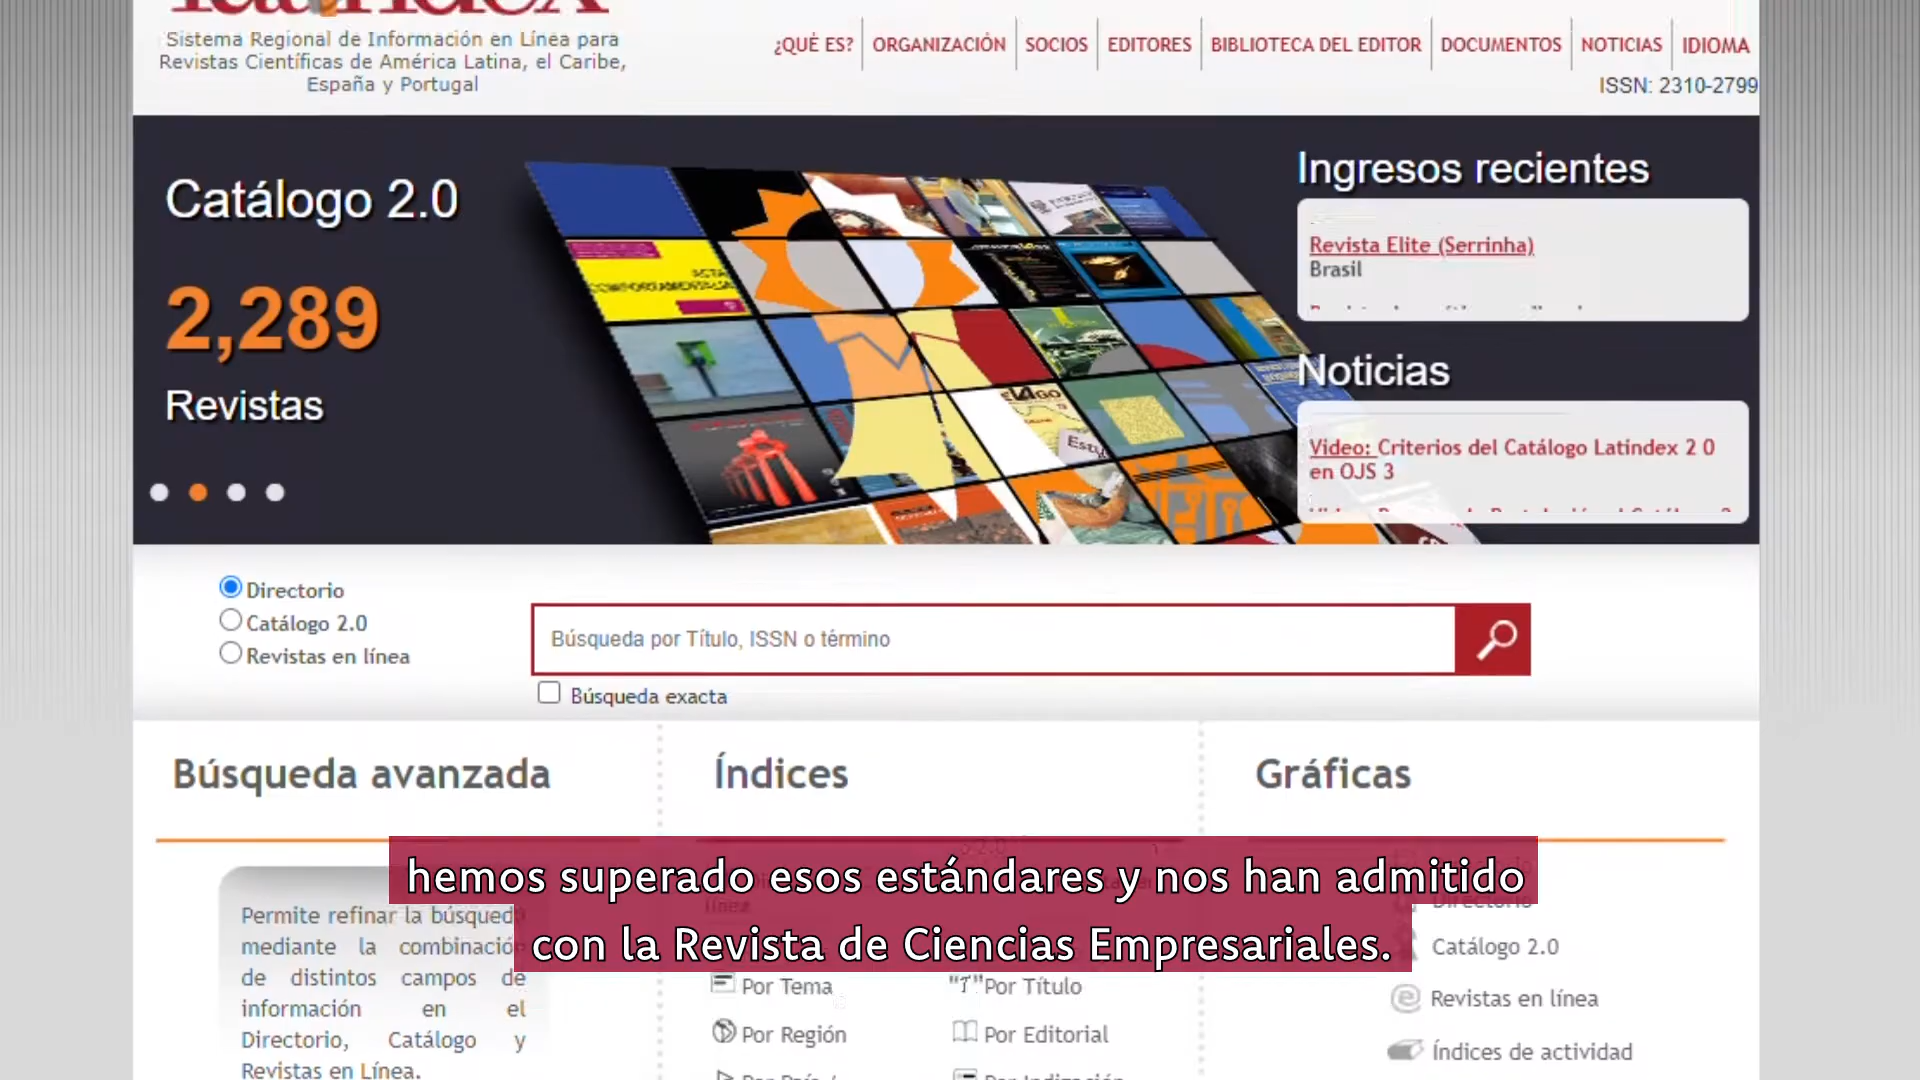 latindex
Sistema Regional de Información en Línea para
Revistas Científicas de América Latina, el Caribe,
España y Portugal
¿QUÉ ES?
ORGANIZACIÓN
SOCIOS
EDITORES
BIBLIOTECA DEL EDITOR
DOCUMENTOS
NOTICIAS
IDIOMA
ISSN: 2310-2799
Catálogo 2.0
2,289
Revistas
Ingresos recientes
Revista Elite (Serrinha)
Brasil
Noticias
Video: Criterios del Catálogo Latindex 2 0
en OJS 3
Directorio
Catálogo 2.0
Revistas en línea
Búsqueda por Título, ISSN o término
Búsqueda exacta
Búsqueda avanzada
Permite refinar la búsqueda
mediante la combinación
de distintos campos de
información en el
Directorio, Catálogo y
Revistas en Línea.
Índices
Por Tema
"T" Por Título
Por Región
Por Editorial
Gráficas
Directorio
Catálogo 2.0
Revistas en línea
Índices de actividad
hemos superado esos estándares y nos han admitido
con la Revista de Ciencias Empresariales.